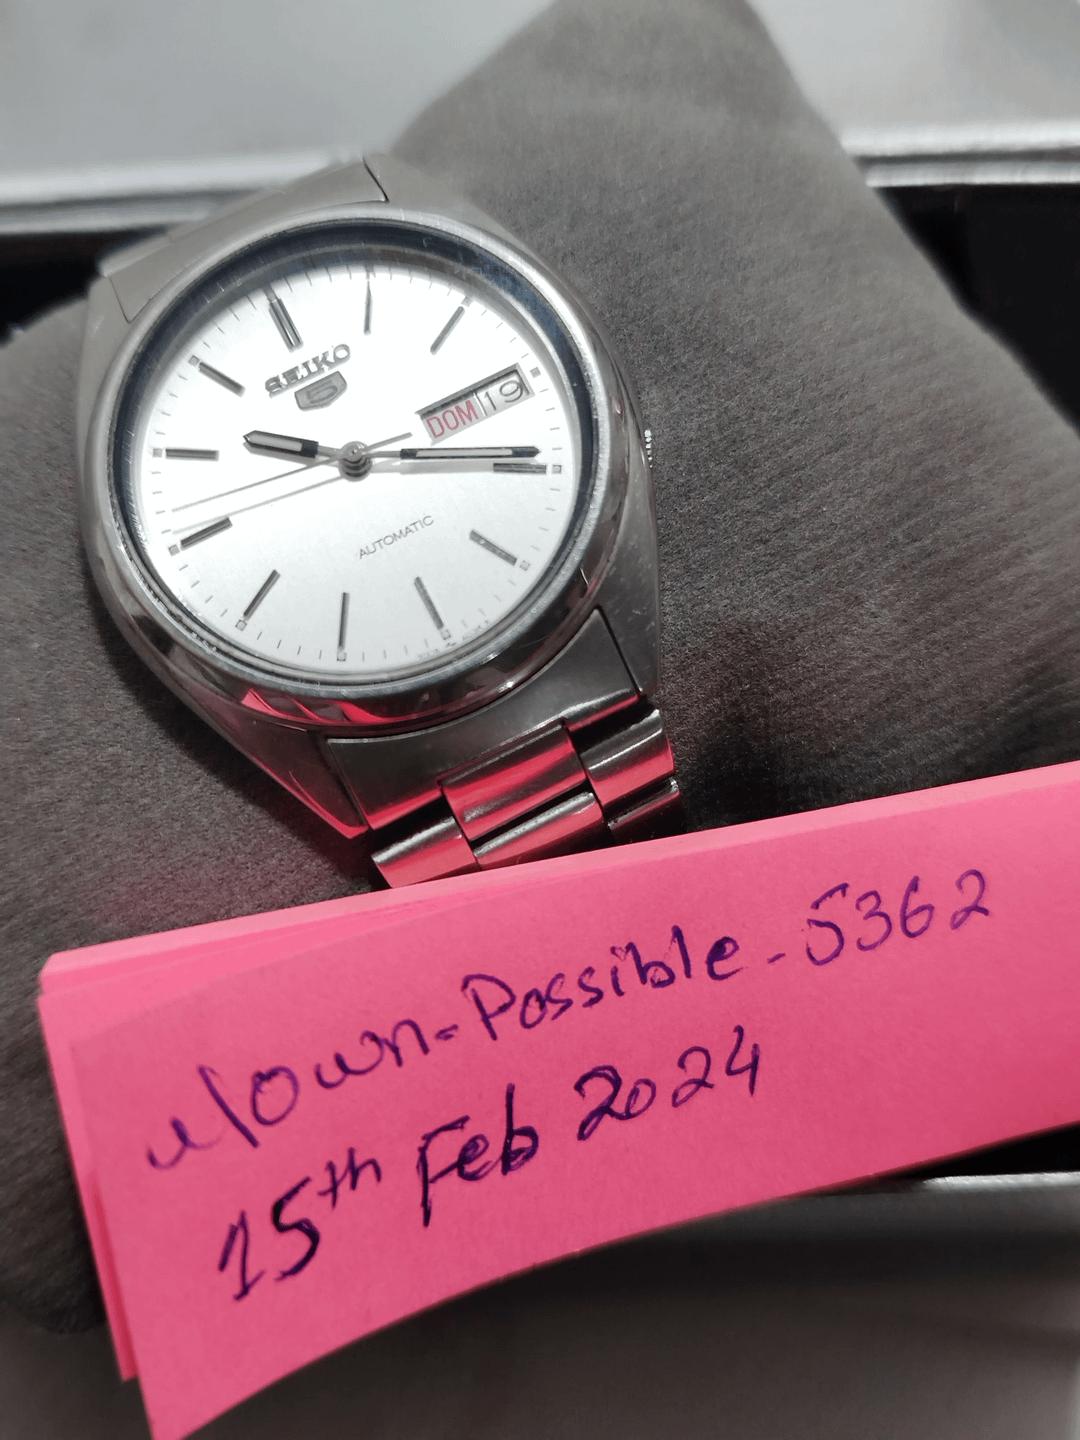 SEIKO
5
DOM 19
AUTOMATIC
u/own-Possible-5362
15th Feb 2024